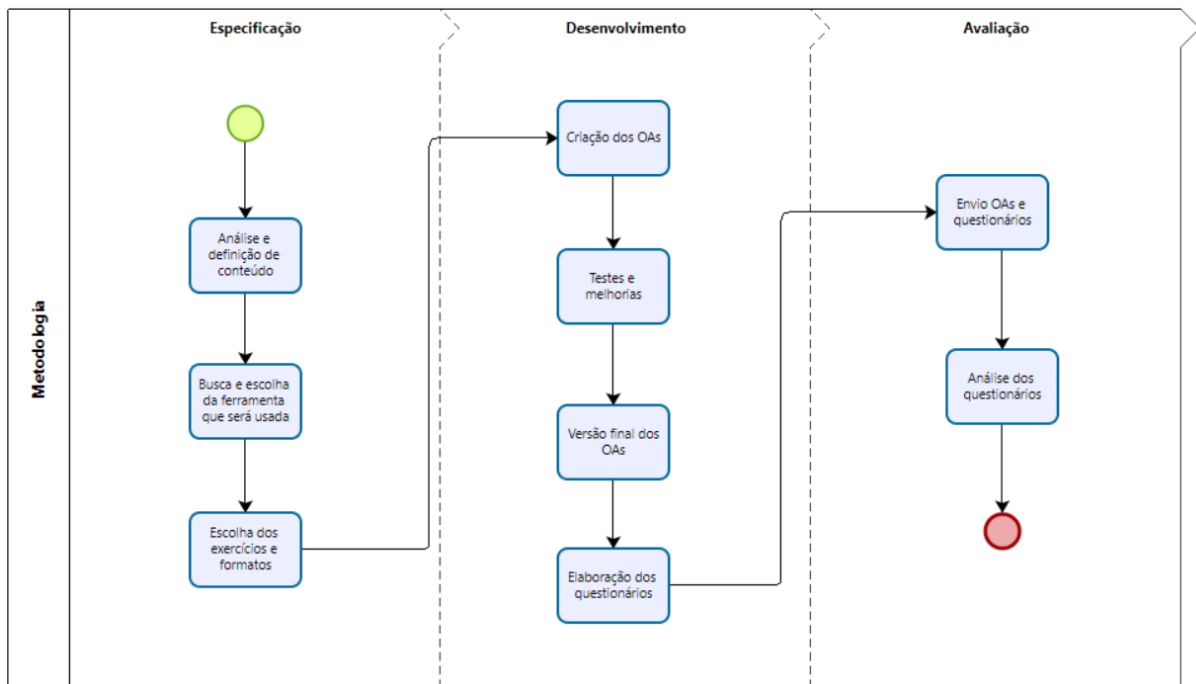 Especificação
Desenvolvimento
Avaliação
Metodologia
Análise e
definição de
conteúdo
Busca e escolha
da ferramenta
que será usada
Escolha dos
exercícios e
formatos
Criação dos OAs
Testes e
melhorias
Versão final dos
OAs
Elaboração dos
questionários
Envio OAs e
questionários
Análise dos
questionários